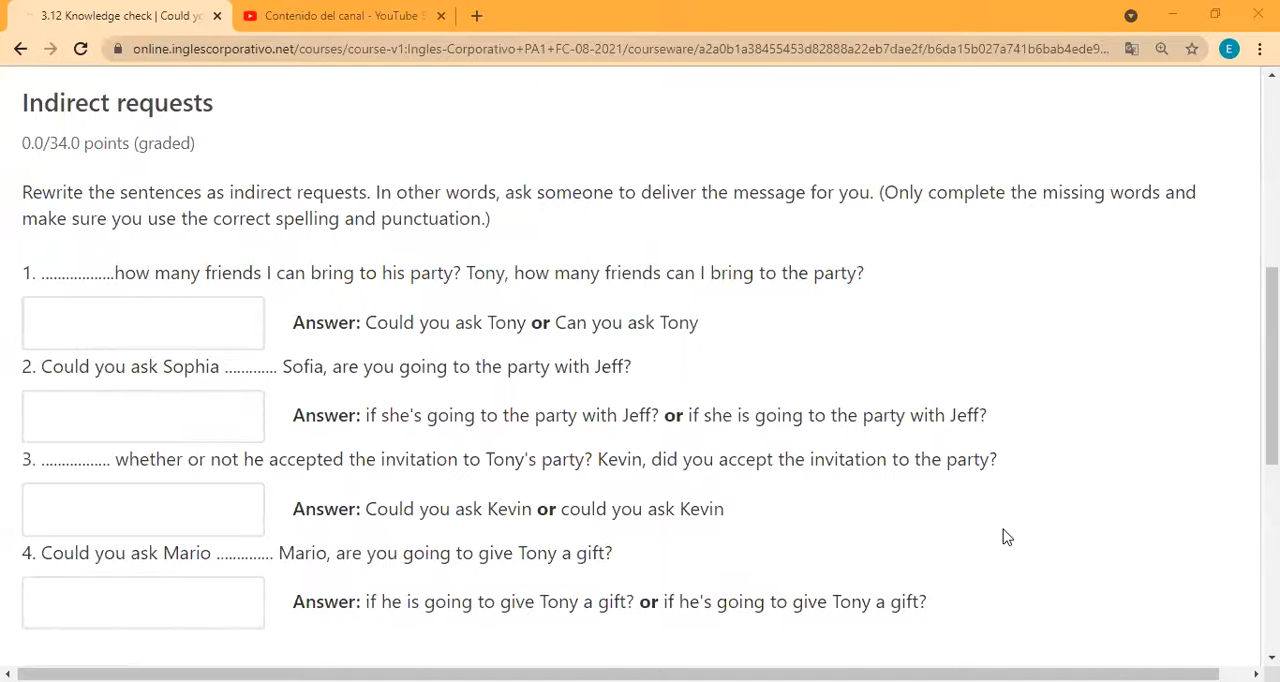 3.12 Knowledge check | Could yo
Contenido del canal - YouTube S
online.inglescorporativo.net/courses/course-v1:Ingles-Corporativo+PA1+FC-08-2021/courseware/a2a0b1a38455453d82888a22eb7dae2f/b6da15b027a741b6bab4ede9...
E
Indirect requests
0.0/34.0 points (graded)
Rewrite the sentences as indirect requests. In other words, ask someone to deliver the message for you. (Only complete the missing words and
make sure you use the correct spelling and punctuation.)
1. ..................how many friends I can bring to his party? Tony, how many friends can I bring to the party?
Answer: Could you ask Tony or Can you ask Tony
2. Could you ask Sophia ............. Sofia, are you going to the party with Jeff?
Answer: if she's going to the party with Jeff? or if she is going to the party with Jeff?
3. ................. whether or not he accepted the invitation to Tony's party? Kevin, did you accept the invitation to the party?
Answer: Could you ask Kevin or could you ask Kevin
4. Could you ask Mario .............. Mario, are you going to give Tony a gift?
Answer: if he is going to give Tony a gift? or if he's going to give Tony a gift?